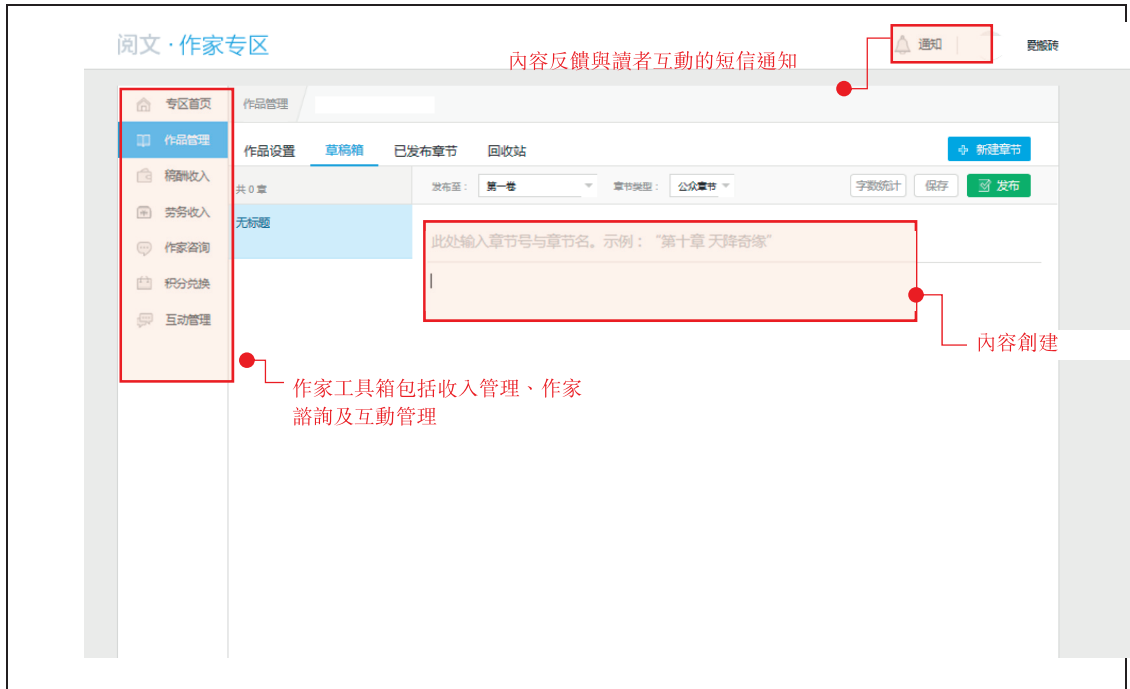 阅文·作家专区
通知
爱搬砖
內容反饋與讀者互動的短信通知
专区首页
作品管理
稿酬收入
劳务收入
作家咨询
积分兑换
互动管理
作品管理
作品设置
草稿箱
已发布章节
回收站
新建章节
共0章
发布至：
第一卷
章节类型：
公众章节
字数统计
保存
发布
无标题
此处输入章节号与章节名。示例：“第十章 天降奇缘”
內容創建
作家工具箱包括收入管理、作家
諮詢及互動管理